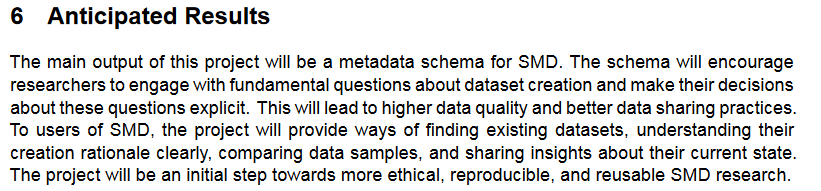 6 Anticipated Results
The main output of this project will be a metadata schema for SMD. The schema will encourage
researchers to engage with fundamental questions about dataset creation and make their decisions
about these questions explicit. This will lead to higher data quality and better data sharing practices.
To users of SMD, the project will provide ways of finding existing datasets, understanding their
creation rationale clearly, comparing data samples, and sharing insights about their current state.
The project will be an initial step towards more ethical, reproducible, and reusable SMD research.